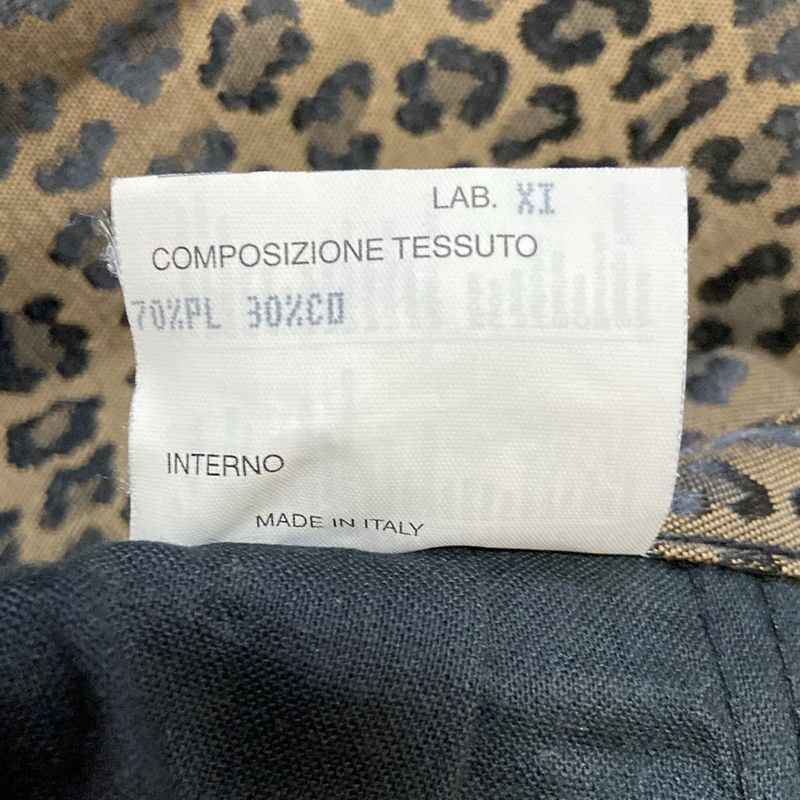 LAB. XI
COMPOSIZIONE TESSUTO
70%PL 30%CO
INTERNO
MADE IN ITALY